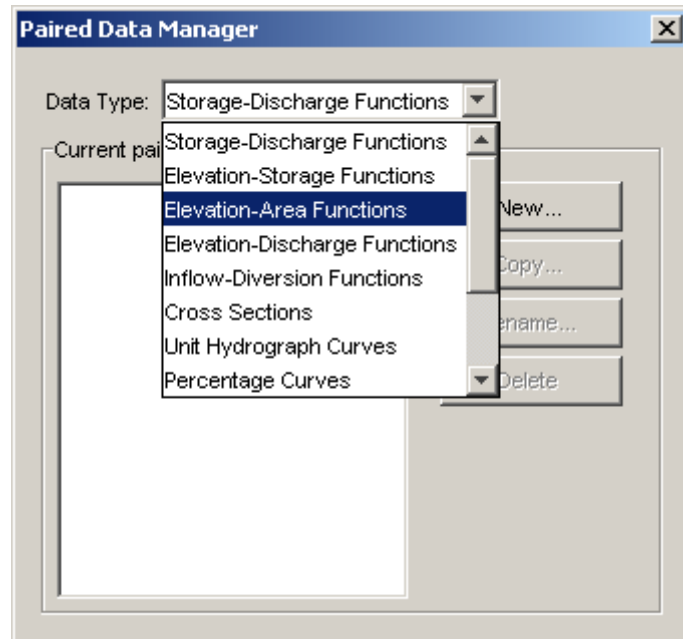 Paired Data Manager
Data Type: Storage-Discharge Functions
Current pai
Storage-Discharge Functions
Elevation-Storage Functions
Elevation-Area Functions
Elevation-Discharge Functions
Inflow-Diversion Functions
Cross Sections
Unit Hydrograph Curves
Percentage Curves
New...
Copy...
ename...
Delete